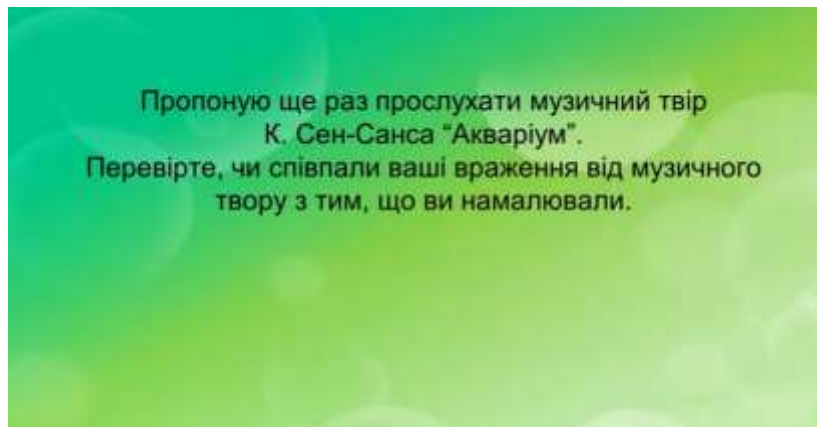 Пропоную ще раз прослухати музичний твір
К. Сен-Санса “Акваріум”.
Перевірте, чи співпали ваші враження від музичного
твору з тим, що ви намалювали.